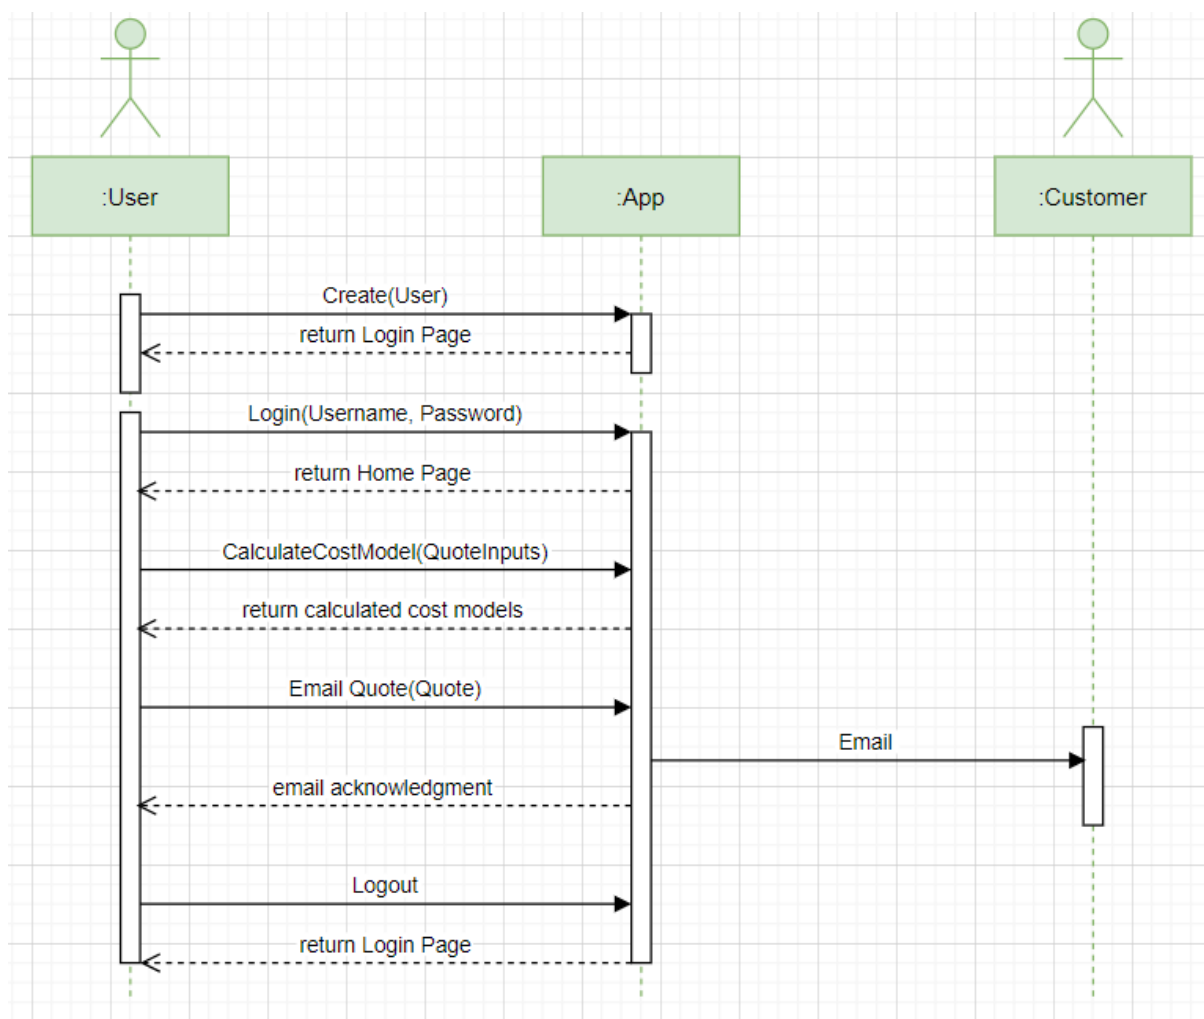 :User
:App
:Customer
Create(User)
return Login Page
Login(Username, Password)
return Home Page
CalculateCostModel(QuoteInputs)
return calculated cost models
Email Quote(Quote)
Email
email acknowledgment
Logout
return Login Page